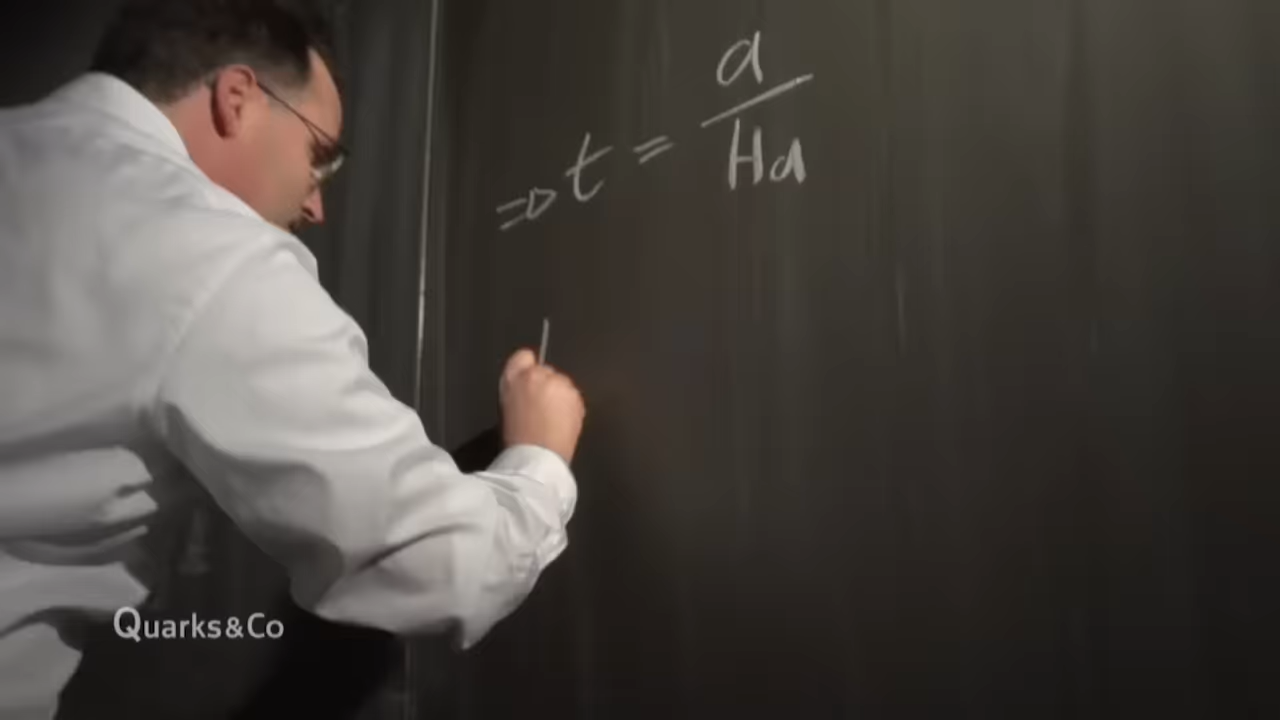 ⇒ t = a / Ha
Quarks&Co